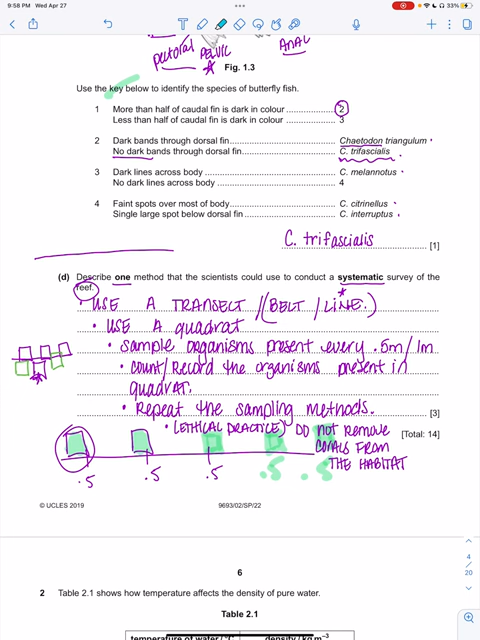 9:58 PM Wed Apr 27
33%
pectoral PELVIC ANAL
Fig. 1.3
Use the key below to identify the species of butterfly fish.
1 More than half of caudal fin is dark in colour .................... 2
Less than half of caudal fin is dark in colour .................... 3
2 Dark bands through dorsal fin.................... Chaetodon triangulum
No dark bands through dorsal fin.................... C. trifascialis
3 Dark lines across body .................... C. melannotus
No dark lines across body .................... 4
4 Faint spots over most of body.................... C. citrinellus
Single large spot below dorsal fin .................... C. interruptus
C. trifascialis [1]
(d) Describe one method that the scientists could use to conduct a systematic survey of the
reef.
• USE A TRANSECT / (BELT / LINE.)
• USE A quadrat
• Sample organisms present every .5m / 1m
• Count/Record the organisms present in
quadrat.
• Repeat the sampling methods. [3]
• (ETHICAL PRACTICE) DO NOT REMOVE [Total: 14]
CORALS FROM
THE HABITAT
.5 .5 .5 .5 .5
© UCLES 2019 9693/02/SP/22
4
20
6
2 Table 2.1 shows how temperature affects the density of pure water.
Table 2.1
temperature of water / °C density / kg m⁻³